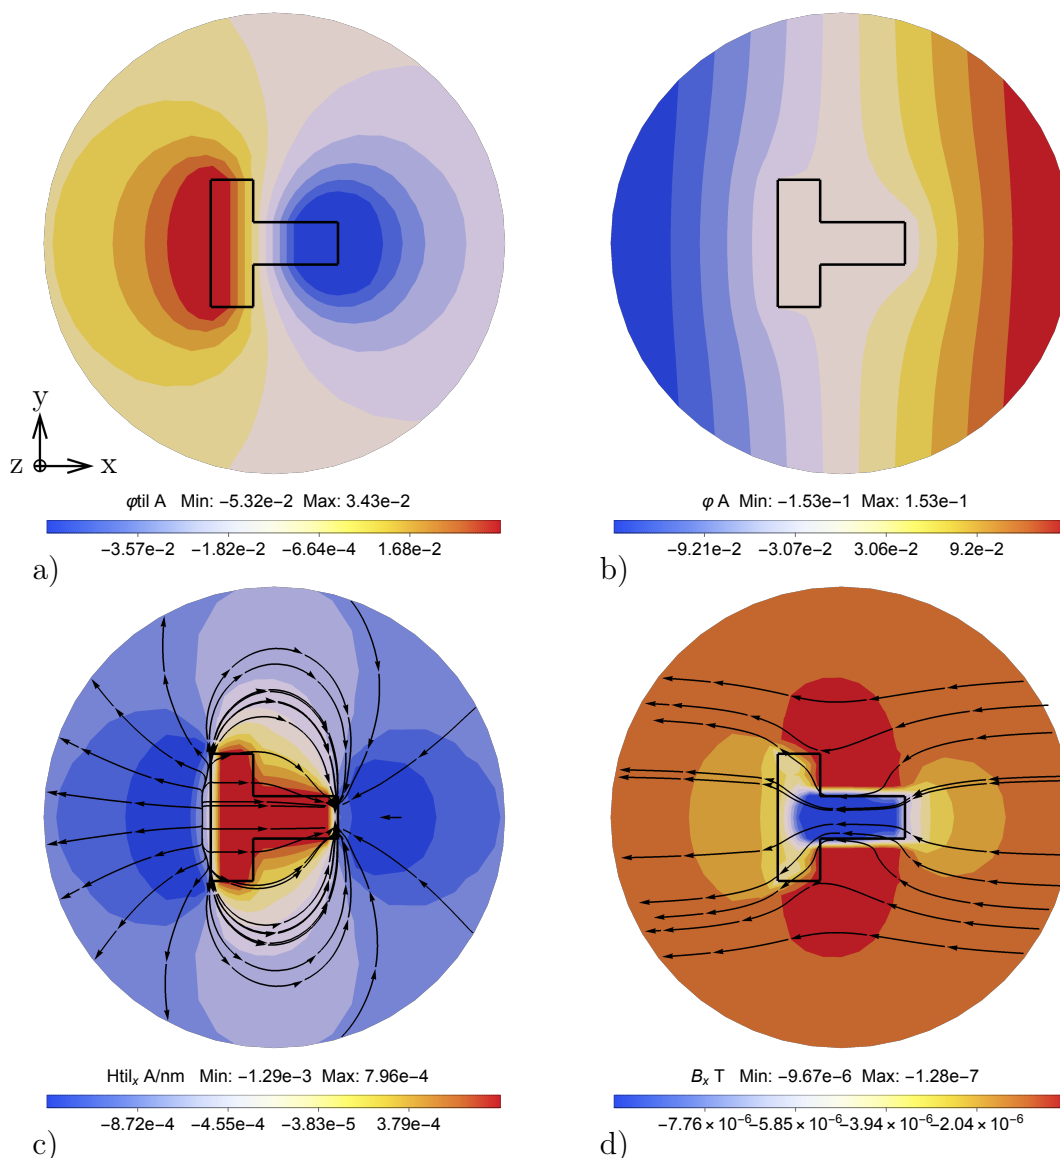 y
z x
φtil A Min: −5.32e−2 Max: 3.43e−2
−3.57e−2 −1.82e−2 −6.64e−4 1.68e−2
a)
φ A Min: −1.53e−1 Max: 1.53e−1
−9.21e−2 −3.07e−2 3.06e−2 9.2e−2
b)
Htilₓ A/nm Min: −1.29e−3 Max: 7.96e−4
−8.72e−4 −4.55e−4 −3.83e−5 3.79e−4
c)
Bₓ T Min: −9.67e−6 Max: −1.28e−7
−7.76 × 10⁻⁶ −5.85 × 10⁻⁶ −3.94 × 10⁻⁶ −2.04 × 10⁻⁶
d)